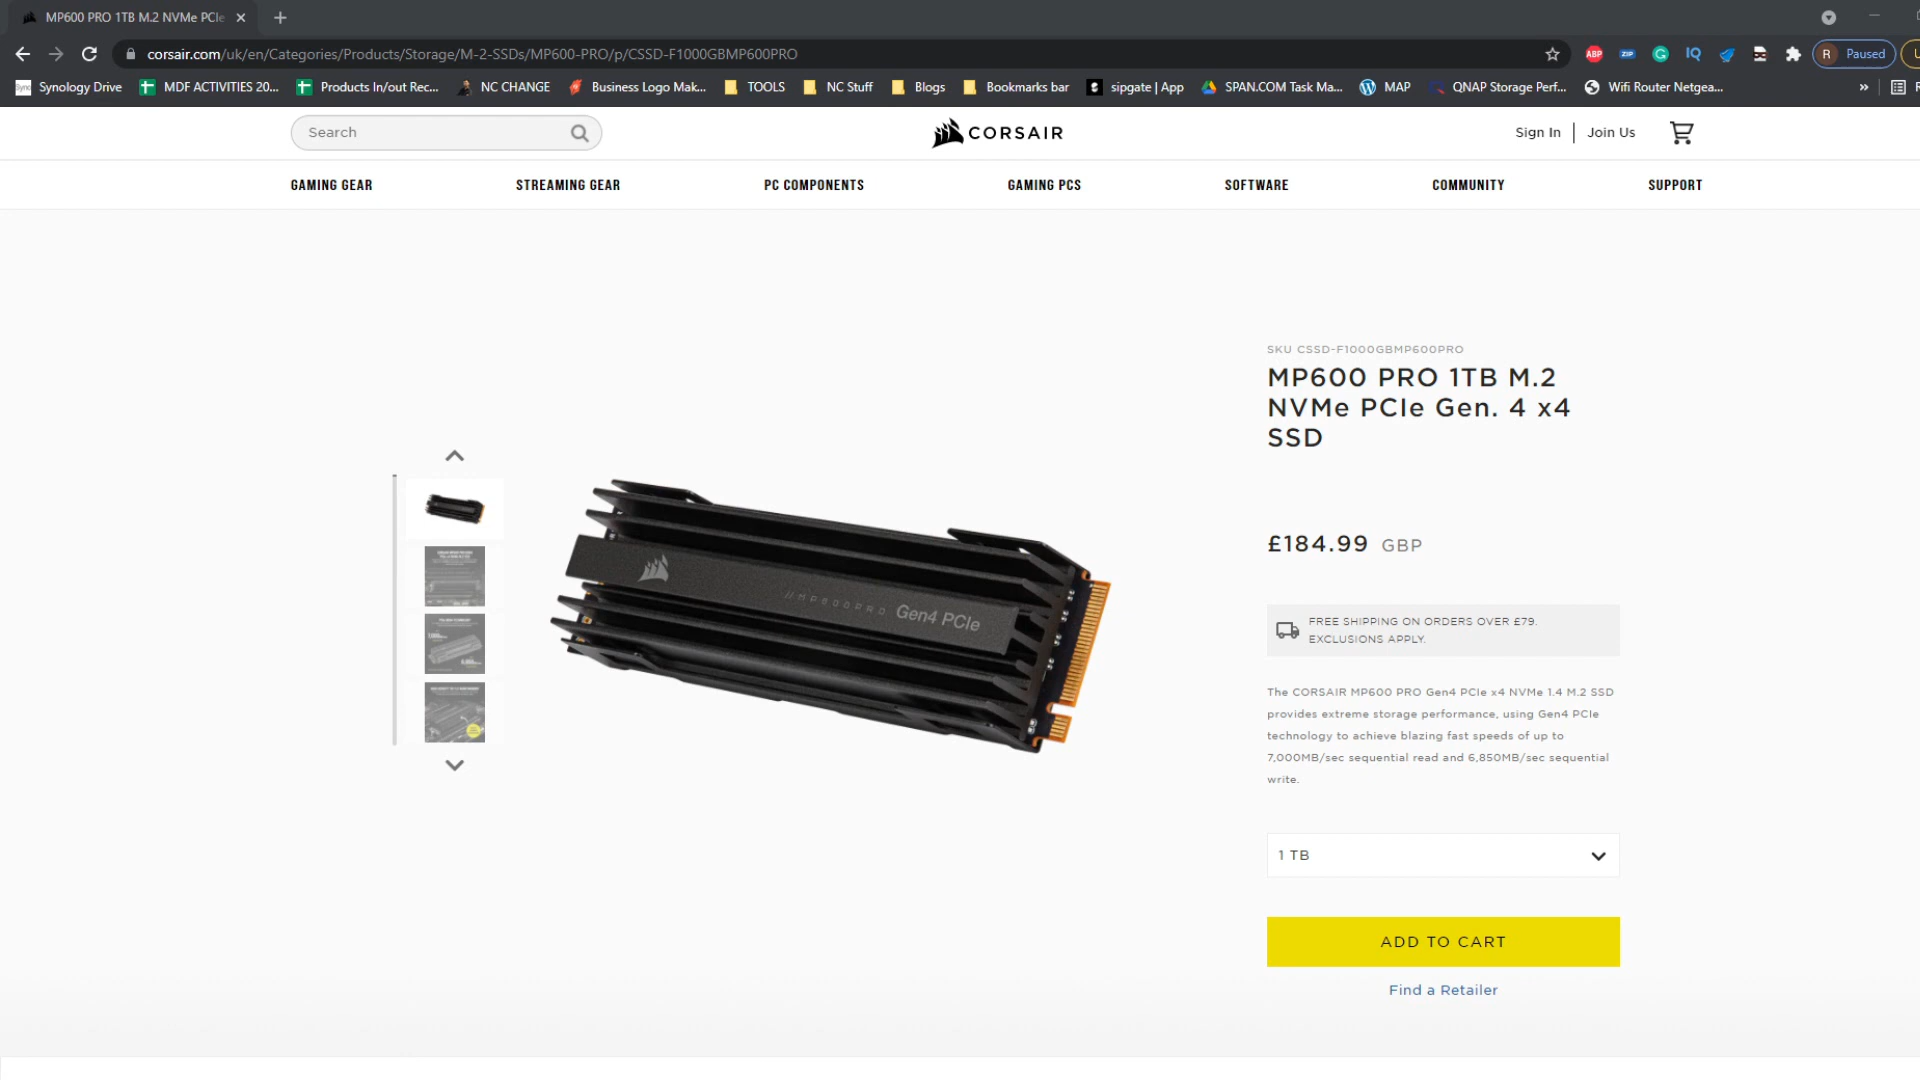 MP600 PRO 1TB M.2 NVMe PCIe
corsair.com/uk/en/Categories/Products/Storage/M-2-SSDs/MP600-PRO/p/CSSD-F1000GBMP600PRO
ABP
ZIP
IQ
R Paused
Synology Drive
MDF ACTIVITIES 20...
Products In/out Rec...
NC CHANGE
Business Logo Mak...
TOOLS
NC Stuff
Blogs
Bookmarks bar
sipgate | App
SPAN.COM Task Ma...
MAP
QNAP Storage Perf...
Wifi Router Netgea...
»
Search
CORSAIR
Sign In
Join Us
GAMING GEAR
STREAMING GEAR
PC COMPONENTS
GAMING PCS
SOFTWARE
COMMUNITY
SUPPORT
SKU CSSD-F1000GBMP600PRO
MP600 PRO 1TB M.2
NVMe PCIe Gen. 4 x4
SSD
//MP600PRO Gen4 PCIe
£184.99 GBP
FREE SHIPPING ON ORDERS OVER £79.
EXCLUSIONS APPLY.
The CORSAIR MP600 PRO Gen4 PCIe x4 NVMe 1.4 M.2 SSD
provides extreme storage performance, using Gen4 PCIe
technology to achieve blazing fast speeds of up to
7,000MB/sec sequential read and 6,850MB/sec sequential
write.
1 TB
ADD TO CART
Find a Retailer